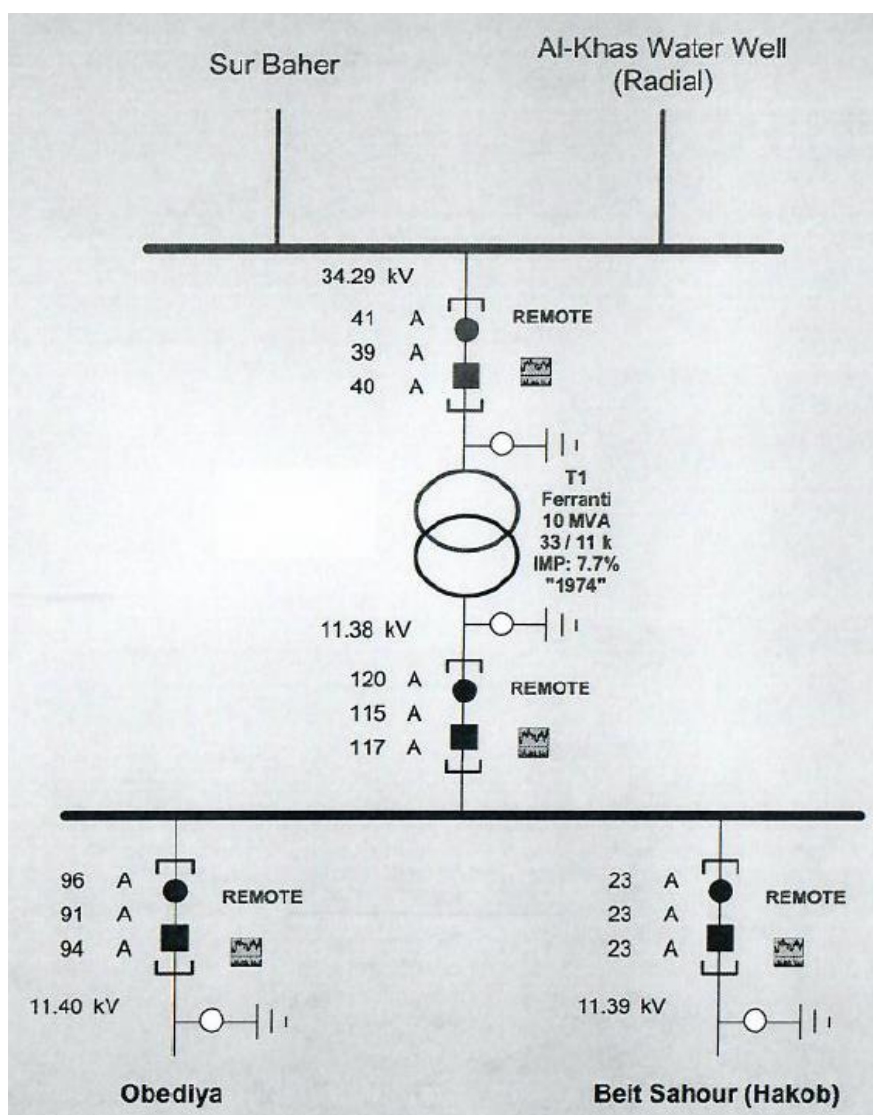 Sur Baher
Al-Khas Water Well
(Radial)
34.29 kV
41 A
39 A
40 A
REMOTE
T1
Ferranti
10 MVA
33 / 11 k
IMP: 7.7%
"1974"
11.38 kV
120 A
115 A
117 A
REMOTE
96 A
91 A
94 A
REMOTE
11.40 kV
Obediya
23 A
23 A
23 A
REMOTE
11.39 kV
Beit Sahour (Hakob)